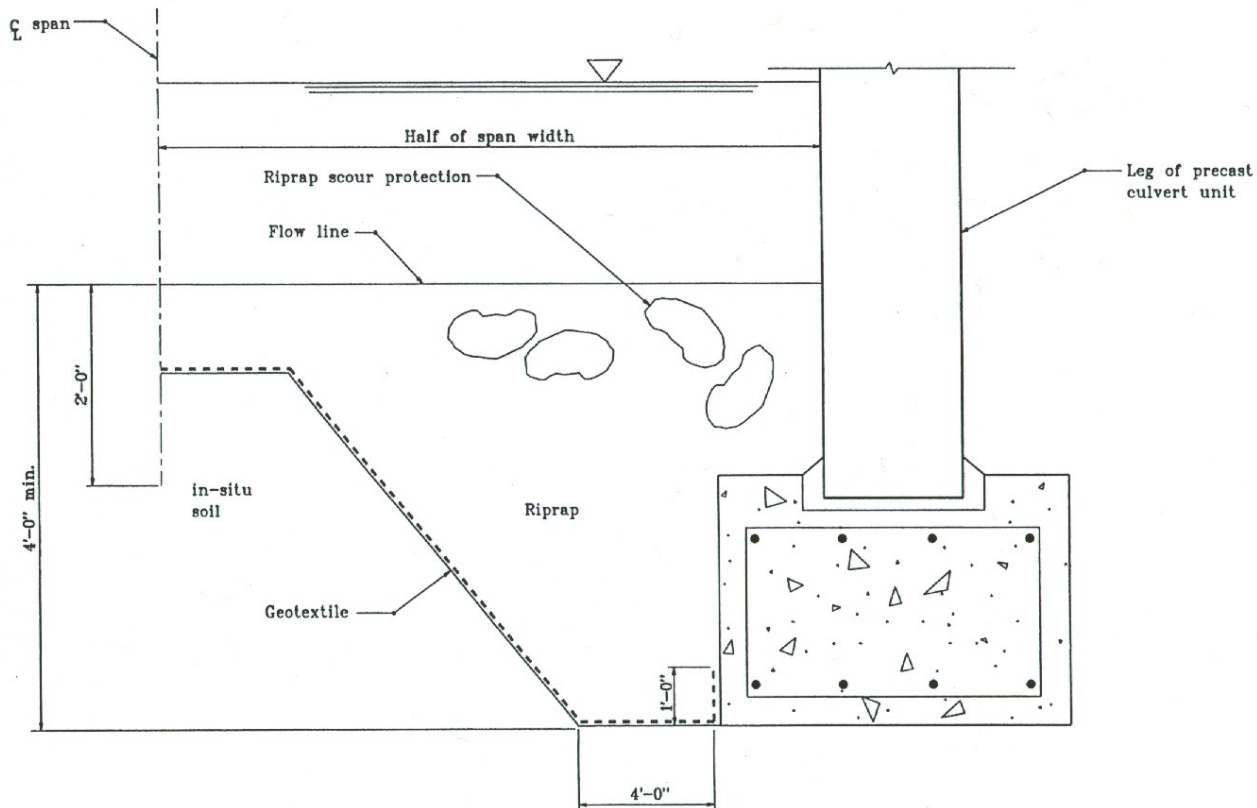 ℄ span
Half of span width
Riprap scour protection
Leg of precast
culvert unit
Flow line
2'-0"
4'-0" min.
in-situ
soil
Riprap
Geotextile
1'-0"
4'-0"